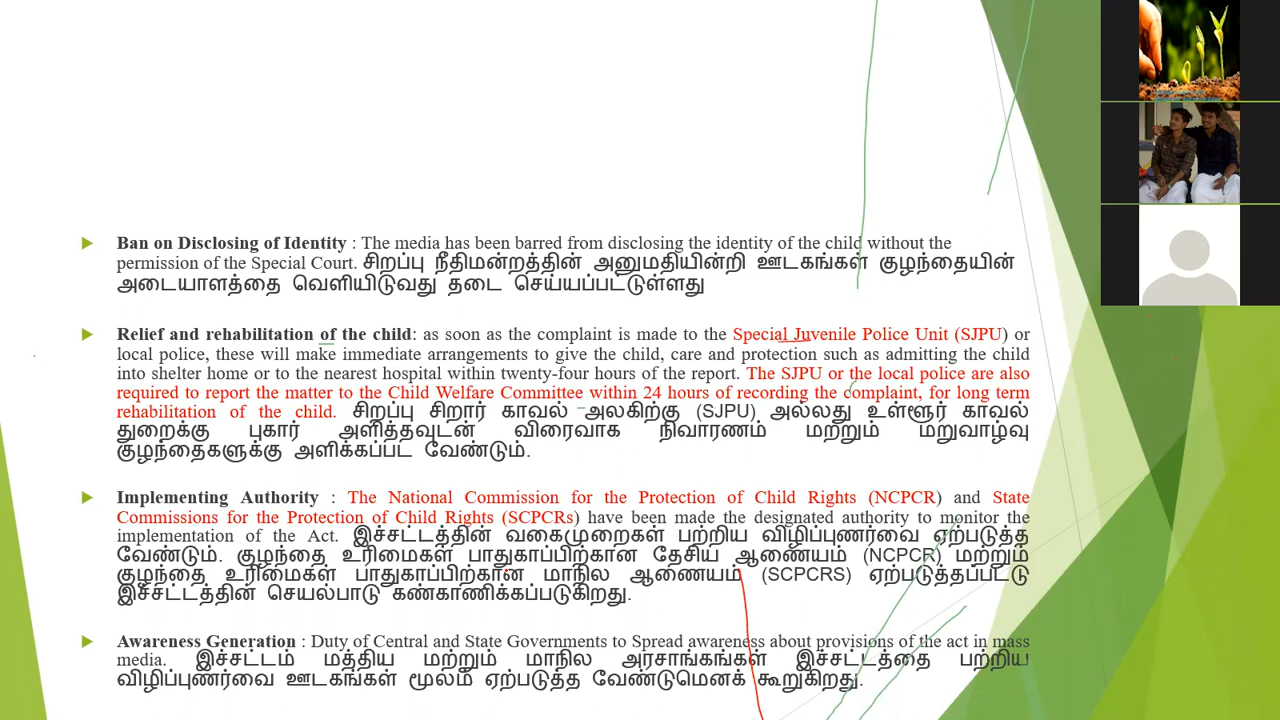 Ban on Disclosing of Identity : The media has been barred from disclosing the identity of the child without the
permission of the Special Court. சிறப்பு நீதிமன்றத்தின் அனுமதியின்றி ஊடகங்கள் குழந்தையின்
அடையாளத்தை வெளியிடுவது தடை செய்யப்பட்டுள்ளது
Relief and rehabilitation of the child: as soon as the complaint is made to the Special Juvenile Police Unit (SJPU) or
local police, these will make immediate arrangements to give the child, care and protection such as admitting the child
into shelter home or to the nearest hospital within twenty-four hours of the report. The SJPU or the local police are also
required to report the matter to the Child Welfare Committee within 24 hours of recording the complaint, for long term
rehabilitation of the child. சிறப்பு சிறார் காவல் அலகிற்கு (SJPU) அல்லது உள்ளூர் காவல்
துறைக்கு புகார் அளித்தவுடன் விரைவாக நிவாரணம் மற்றும் மறுவாழ்வு
குழந்தைகளுக்கு அளிக்கப்பட வேண்டும்.
Implementing Authority : The National Commission for the Protection of Child Rights (NCPCR) and State
Commissions for the Protection of Child Rights (SCPCRs) have been made the designated authority to monitor the
implementation of the Act. இச்சட்டத்தின் வகைமுறைகள் பற்றிய விழிப்புணர்வை ஏற்படுத்த
வேண்டும். குழந்தை உரிமைகள் பாதுகாப்பிற்கான தேசிய ஆணையம் (NCPCR) மற்றும்
குழந்தை உரிமைகள் பாதுகாப்பிற்கான மாநில ஆணையம் (SCPCRS) ஏற்படுத்தப்பட்டு
இச்சட்டத்தின் செயல்பாடு கண்காணிக்கப்படுகிறது.
Awareness Generation : Duty of Central and State Governments to Spread awareness about provisions of the act in mass
media. இச்சட்டம் மத்திய மற்றும் மாநில அரசாங்கங்கள் இச்சட்டத்தை பற்றிய
விழிப்புணர்வை ஊடகங்கள் மூலம் ஏற்படுத்த வேண்டுமெனக் கூறுகிறது.